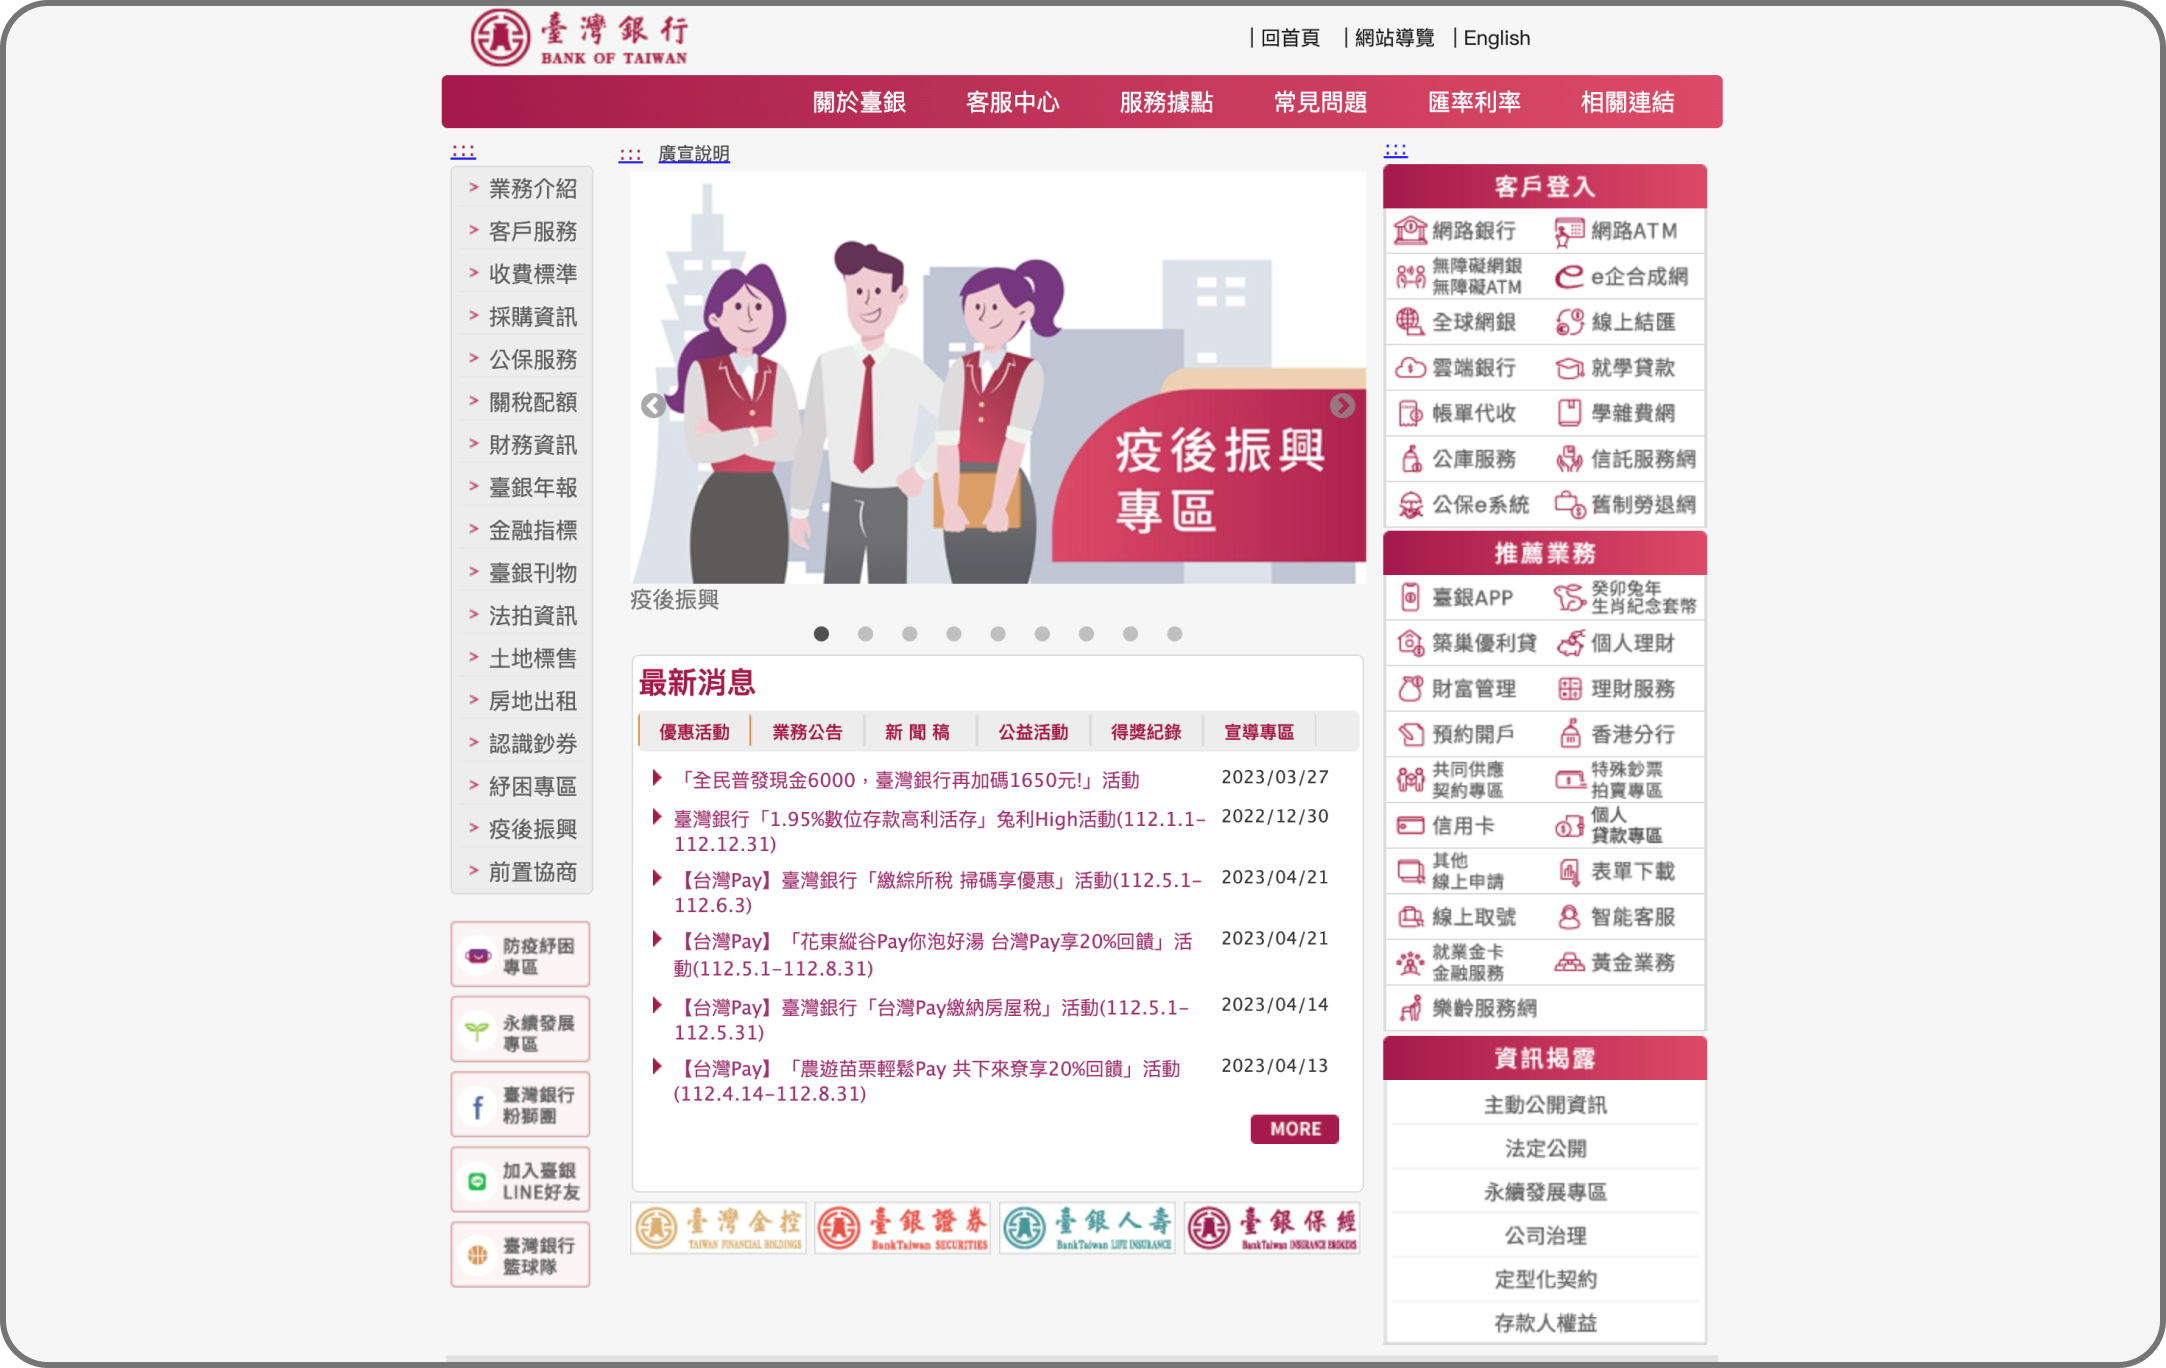 臺灣銀行
BANK OF TAIWAN
| 回首頁 | 網站導覽 | English
關於臺銀 客服中心 服務據點 常見問題 匯率利率 相關連結
:::
> 業務介紹
> 客戶服務
> 收費標準
> 採購資訊
> 公保服務
> 關稅配額
> 財務資訊
> 臺銀年報
> 金融指標
> 臺銀刊物
> 法拍資訊
> 土地標售
> 房地出租
> 認識鈔券
> 紓困專區
> 疫後振興
> 前置協商
防疫紓困
專區
永續發展
專區
臺灣銀行
粉獅團
加入臺銀
LINE好友
臺灣銀行
籃球隊
::: 廣宣說明
疫後振興
專區
疫後振興
最新消息
優惠活動 業務公告 新聞稿 公益活動 得獎紀錄 宣導專區
「全民普發現金6000，臺灣銀行再加碼1650元!」活動 2023/03/27
臺灣銀行「1.95%數位存款高利活存」兔利High活動(112.1.1- 2022/12/30
112.12.31)
【台灣Pay】臺灣銀行「繳綜所稅 掃碼享優惠」活動(112.5.1- 2023/04/21
112.6.3)
【台灣Pay】「花東縱谷Pay你泡好湯 台灣Pay享20%回饋」活 2023/04/21
動(112.5.1-112.8.31)
【台灣Pay】臺灣銀行「台灣Pay繳納房屋稅」活動(112.5.1- 2023/04/14
112.5.31)
【台灣Pay】「農遊苗栗輕鬆Pay 共下來尞享20%回饋」活動 2023/04/13
(112.4.14-112.8.31)
MORE
臺灣金控
TAIWAN FINANCIAL HOLDINGS
臺銀證券
BankTaiwan SECURITIES
臺銀人壽
BankTaiwan LIFE INSURANCE
臺銀保經
BankTaiwan INSURANCE BROKERS
:::
客戶登入
網路銀行 網路ATM
無障礙網銀
無障礙ATM
e企合成網
全球網銀 線上結匯
雲端銀行 就學貸款
帳單代收 學雜費網
公庫服務 信託服務網
公保e系統 舊制勞退網
推薦業務
臺銀APP
癸卯兔年
生肖紀念套幣
築巢優利貸 個人理財
財富管理 理財服務
預約開戶 香港分行
共同供應
契約專區
特殊鈔票
拍賣專區
信用卡
個人
貸款專區
其他
線上申請
表單下載
線上取號 智能客服
就業金卡
金融服務
黃金業務
樂齡服務網
資訊揭露
主動公開資訊
法定公開
永續發展專區
公司治理
定型化契約
存款人權益